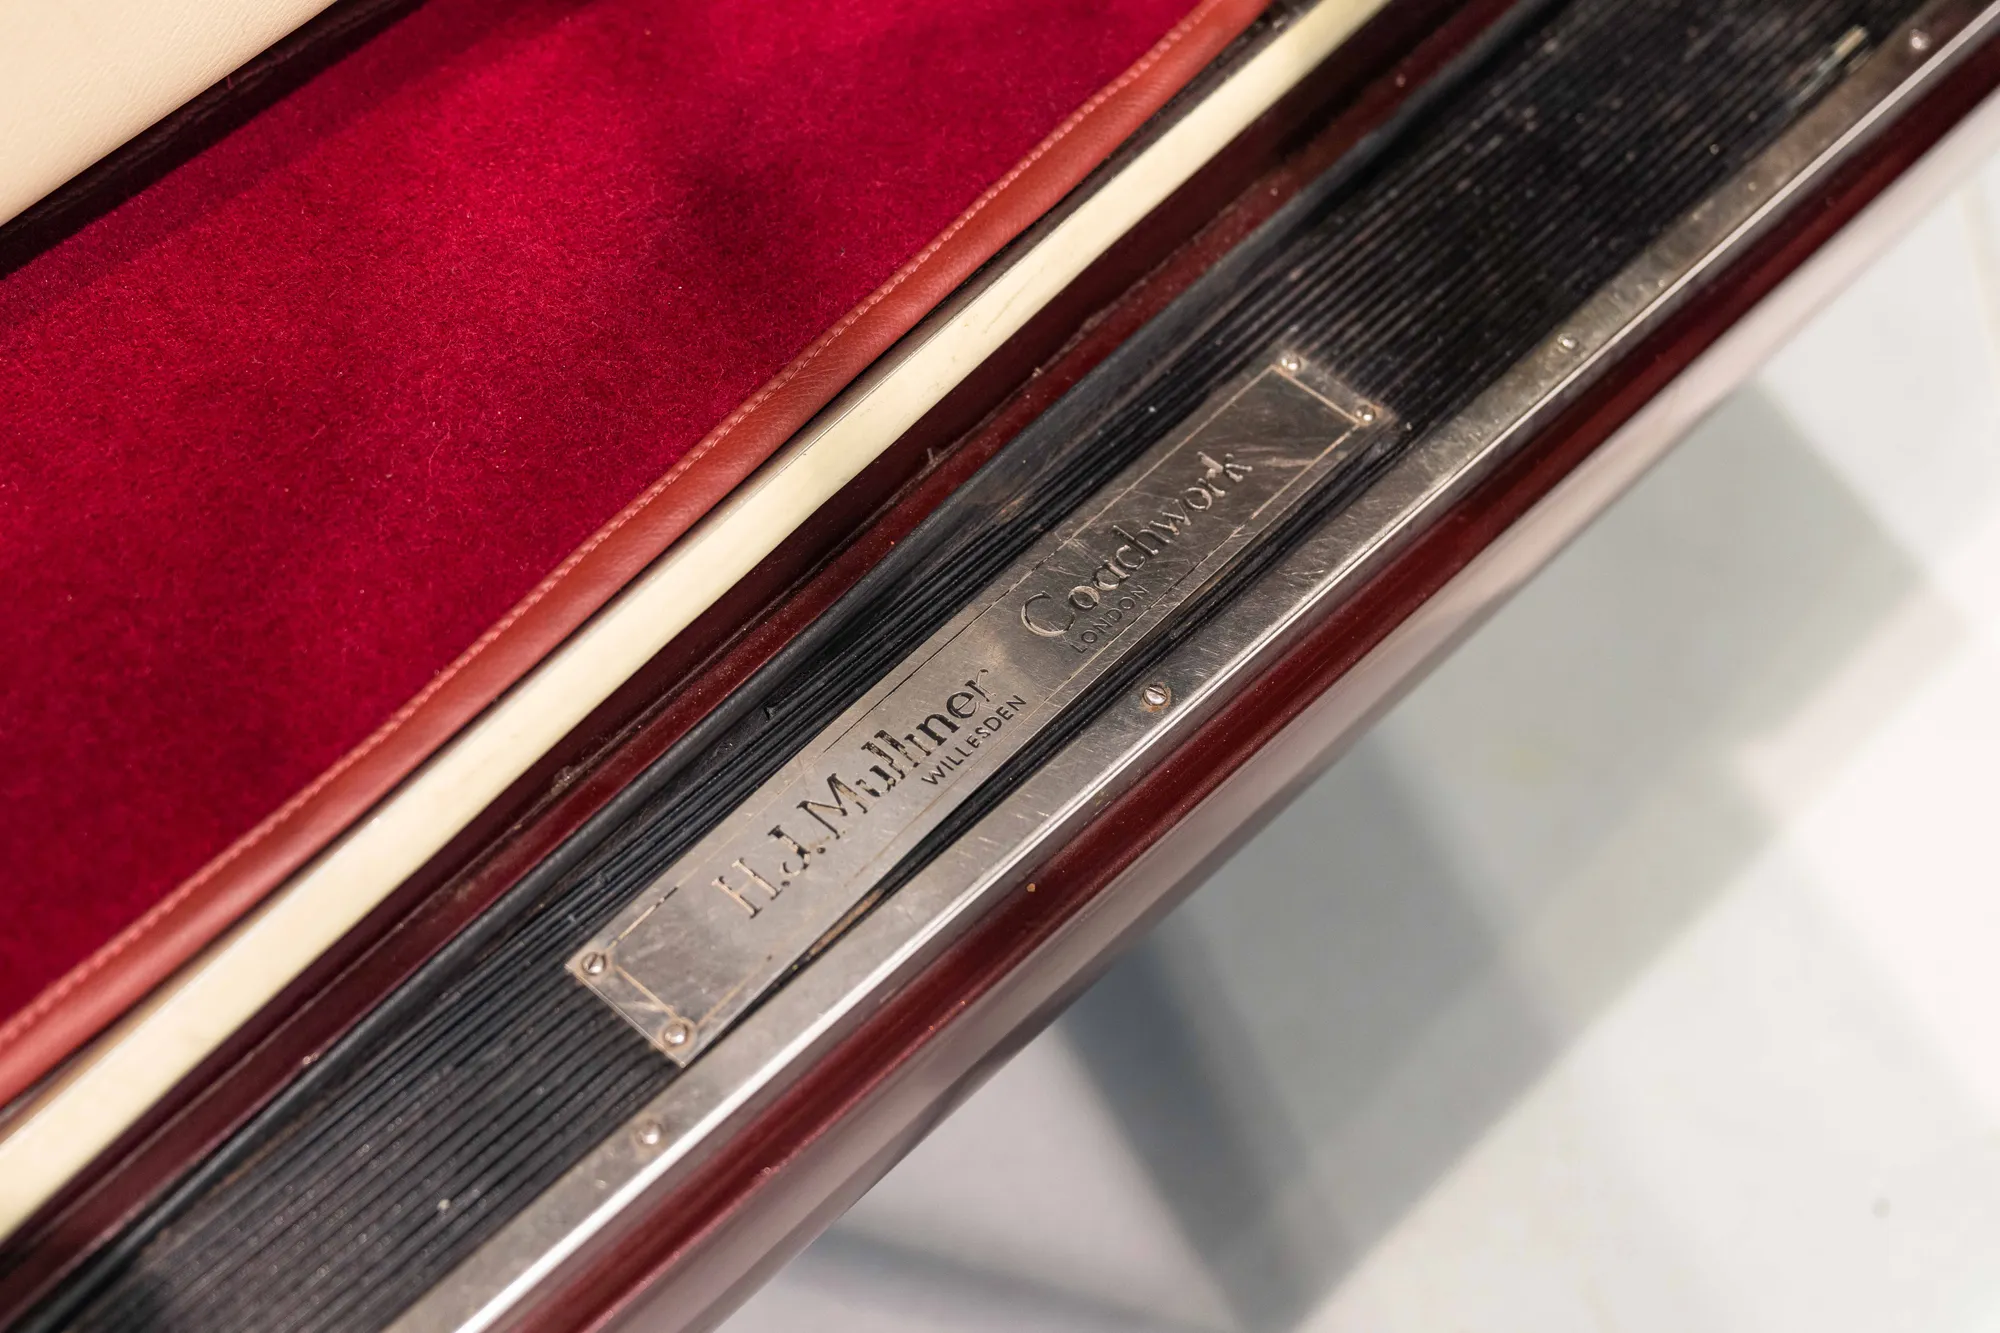 H.J.Mulliner Coachwork
WILLESDEN LONDON